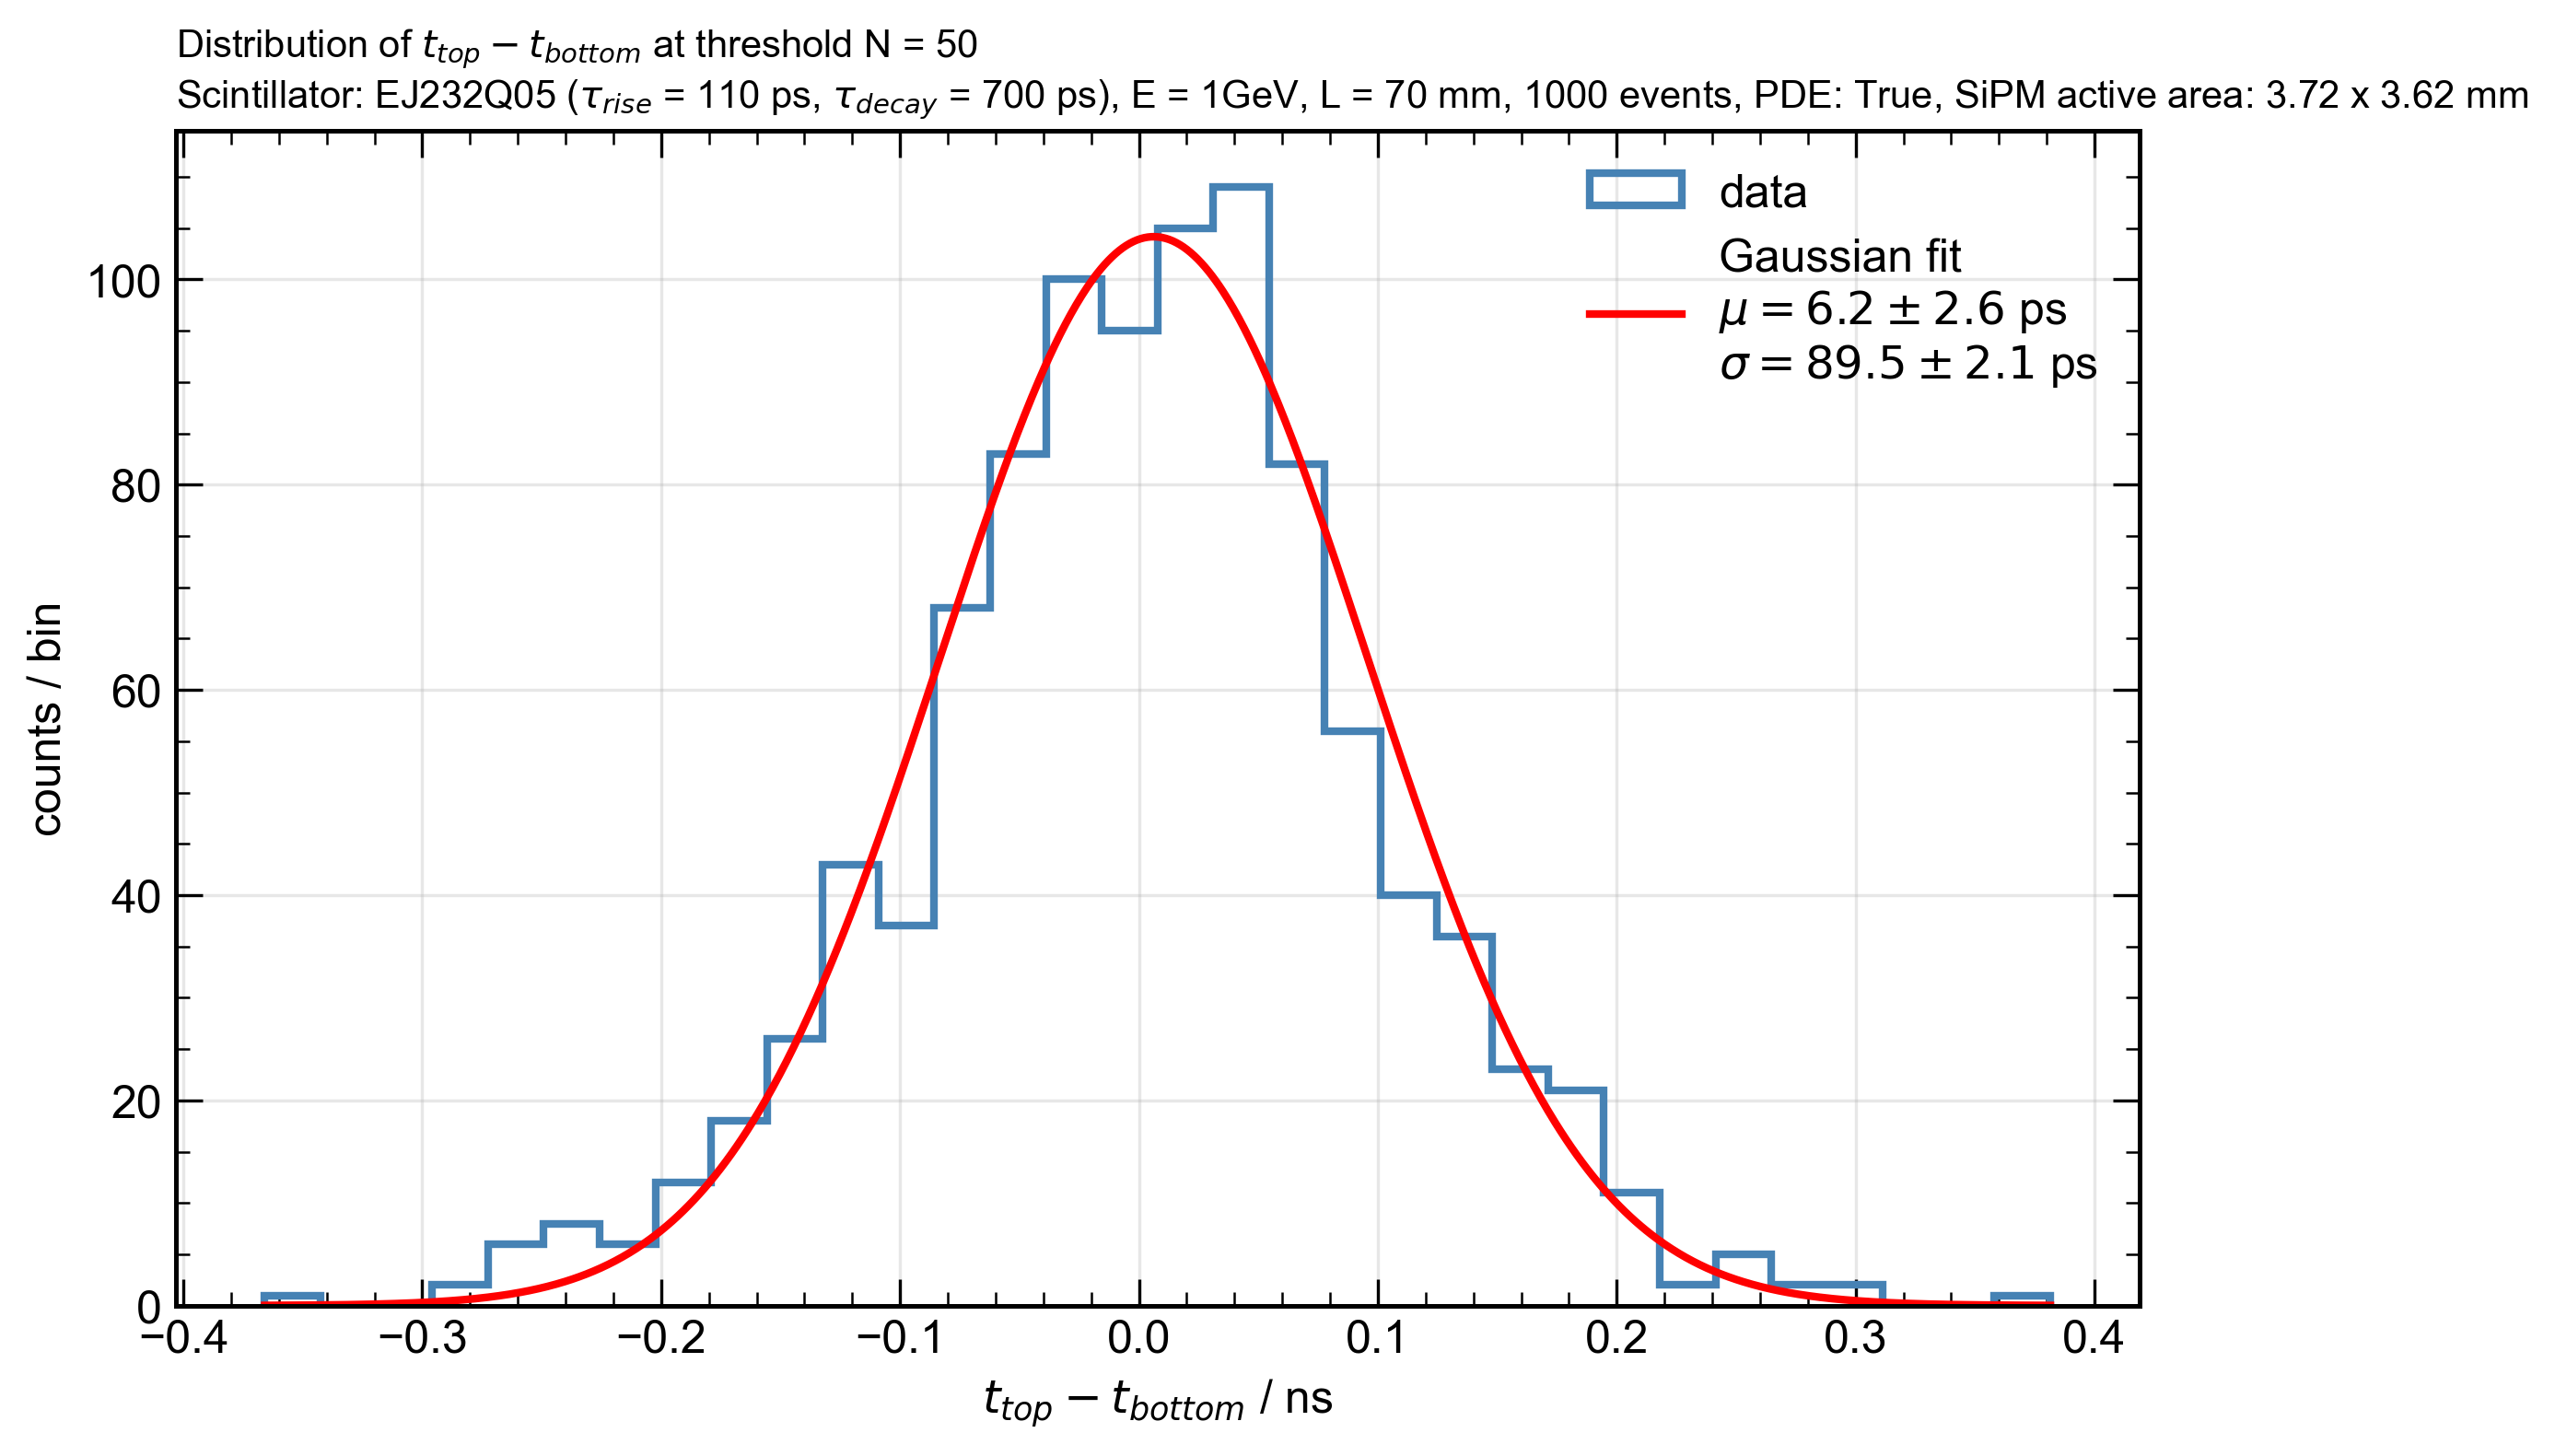 Distribution of t_top − t_bottom at threshold N = 50
Scintillator: EJ232Q05 (τ_rise = 110 ps, τ_decay = 700 ps), E = 1GeV, L = 70 mm, 1000 events, PDE: True, SiPM active area: 3.72 x 3.62 mm
data
Gaussian fit
μ = 6.2 ± 2.6 ps
σ = 89.5 ± 2.1 ps
counts / bin
100
80
60
40
20
0
−0.4 −0.3 −0.2 −0.1 0.0 0.1 0.2 0.3 0.4
t_top − t_bottom / ns